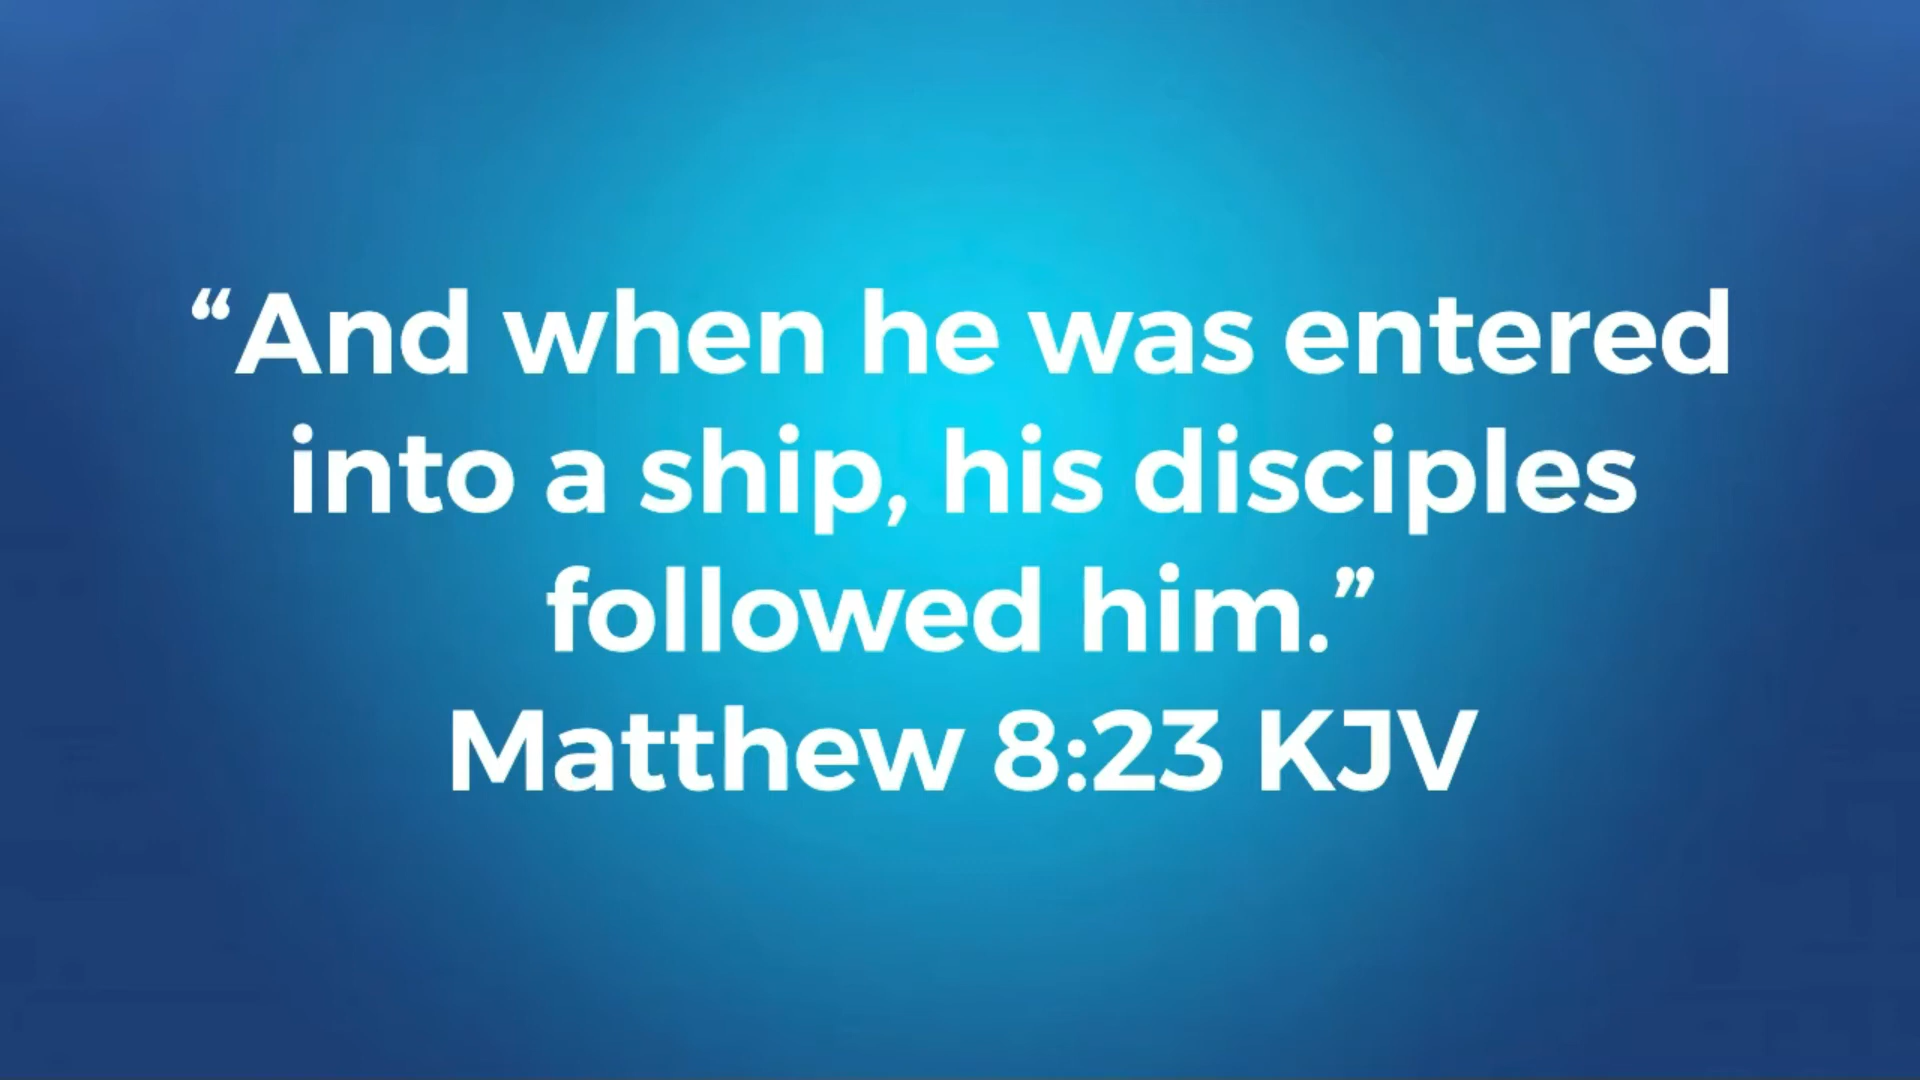 “And when he was entered
into a ship, his disciples
followed him.”
Matthew 8:23 KJV